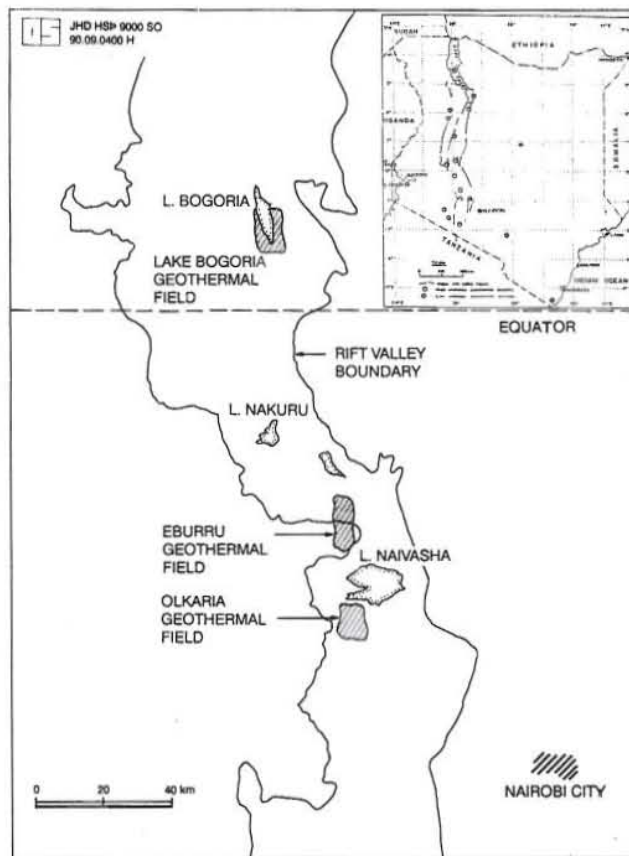 JHD HSÞ 9000 SO
90.09.0400 H
SUDAN
ETHIOPIA
UGANDA
SOMALIA
TANZANIA
INDIAN OCEAN
L. BOGORIA
LAKE BOGORIA
GEOTHERMAL
FIELD
EQUATOR
RIFT VALLEY
BOUNDARY
L. NAKURU
EBURRU
GEOTHERMAL
FIELD
L. NAIVASHA
OLKARIA
GEOTHERMAL
FIELD
0 20 40 km
NAIROBI CITY